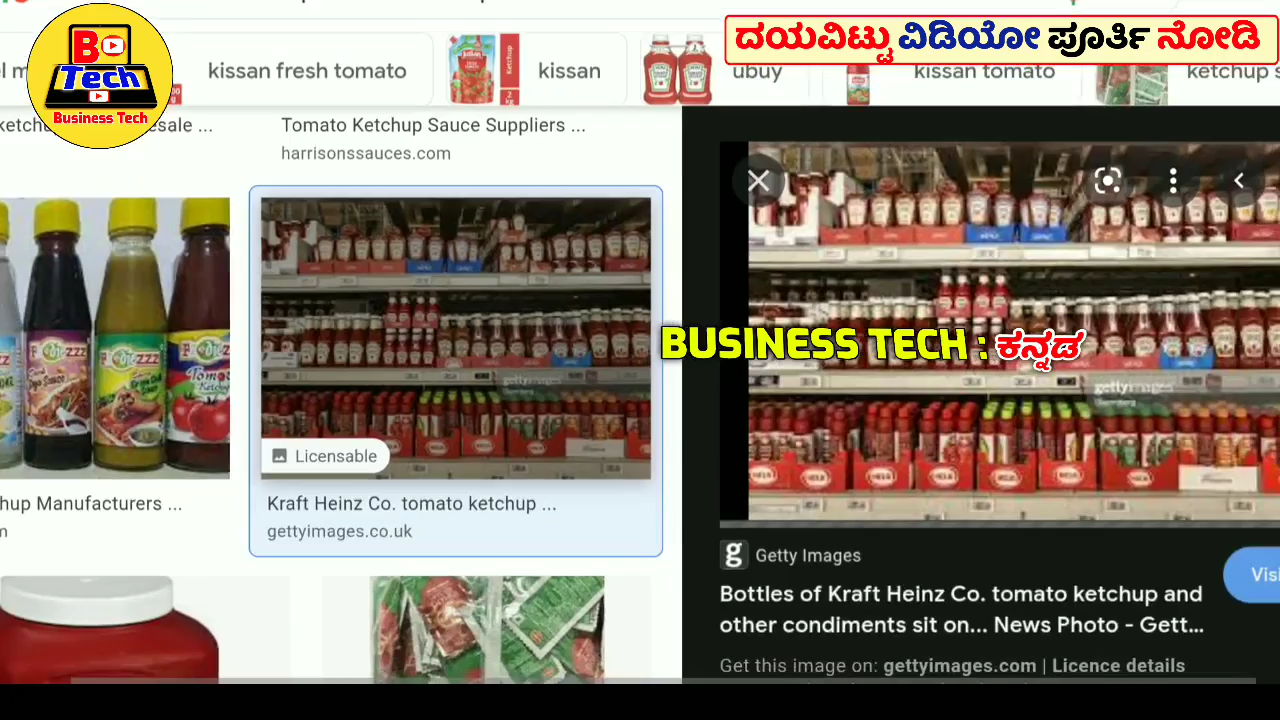 ದಯವಿಟ್ಟು ವಿಡಿಯೋ ಪೂರ್ತಿ ನೋಡಿ
B
Tech
Business Tech
kissan fresh tomato
kissan
ubuy
kissan tomato
ketchup s
Tomato Ketchup Sauce Suppliers ...
harrisonssauces.com
BUSINESS TECH : ಕನ್ನಡ
gettyimages
Licensable
hup Manufacturers ...
Kraft Heinz Co. tomato ketchup ...
gettyimages.co.uk
gettyimages
Bloomberg
g Getty Images
Visi
Bottles of Kraft Heinz Co. tomato ketchup and
other condiments sit on... News Photo - Gett...
Get this image on: gettyimages.com | Licence details